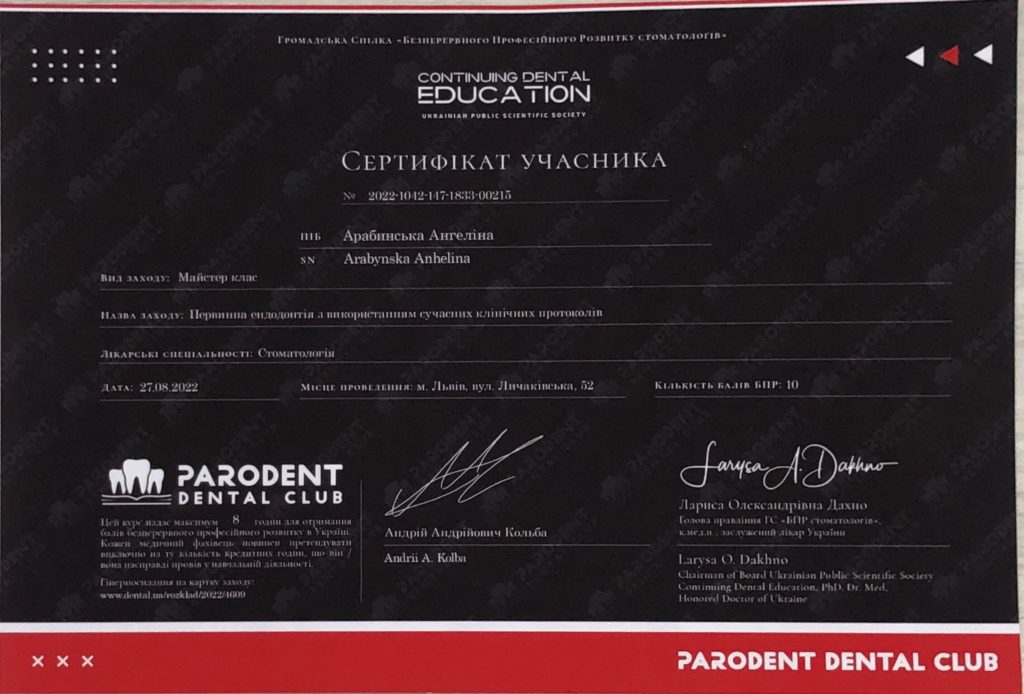 Громадська Спілка «Безперервного Професійного Розвитку стоматологів»
CONTINUING DENTAL
EDUCATION
UKRAINIAN PUBLIC SCIENTIFIC SOCIETY
Сертифікат учасника
№ 2022-1042-147-1833-00215
ПІБ Арабинська Ангеліна
SN Arabynska Anhelina
Вид заходу: Майстер клас
Назва заходу: Первинна ендодонтія з використанням сучасних клінічних протоколів
Лікарські спеціальності: Стоматологія
Дата: 27.08.2022 Місце проведення: м. Львів, вул. Личаківська, 52 Кількість балів БПР: 10
PARODENT
DENTAL CLUB
Цей курс надає максимум 8 годин для отримання
балів безперервного професійного розвитку в Україні.
Кожен медичний фахівець повинен претендувати
виключно на ту кількість кредитних годин, що він /
вона насправді провів у навчальній діяльності.
Гіперпосилання на картку заходу:
www.dental.ua/rozklad/2022/4609
Андрій Андрійович Кольба
Andrii A. Kolba
Larysa A. Dakhno
Лариса Олександрівна Дахно
Голова правління ГС «БПР стоматологів»,
к.мед.н., заслужений лікар України
Larysa O. Dakhno
Chairman of Board Ukrainian Public Scientific Society
Continuing Dental Education, PhD. Dr. Med,
Honored Doctor of Ukraine
PARODENT DENTAL CLUB